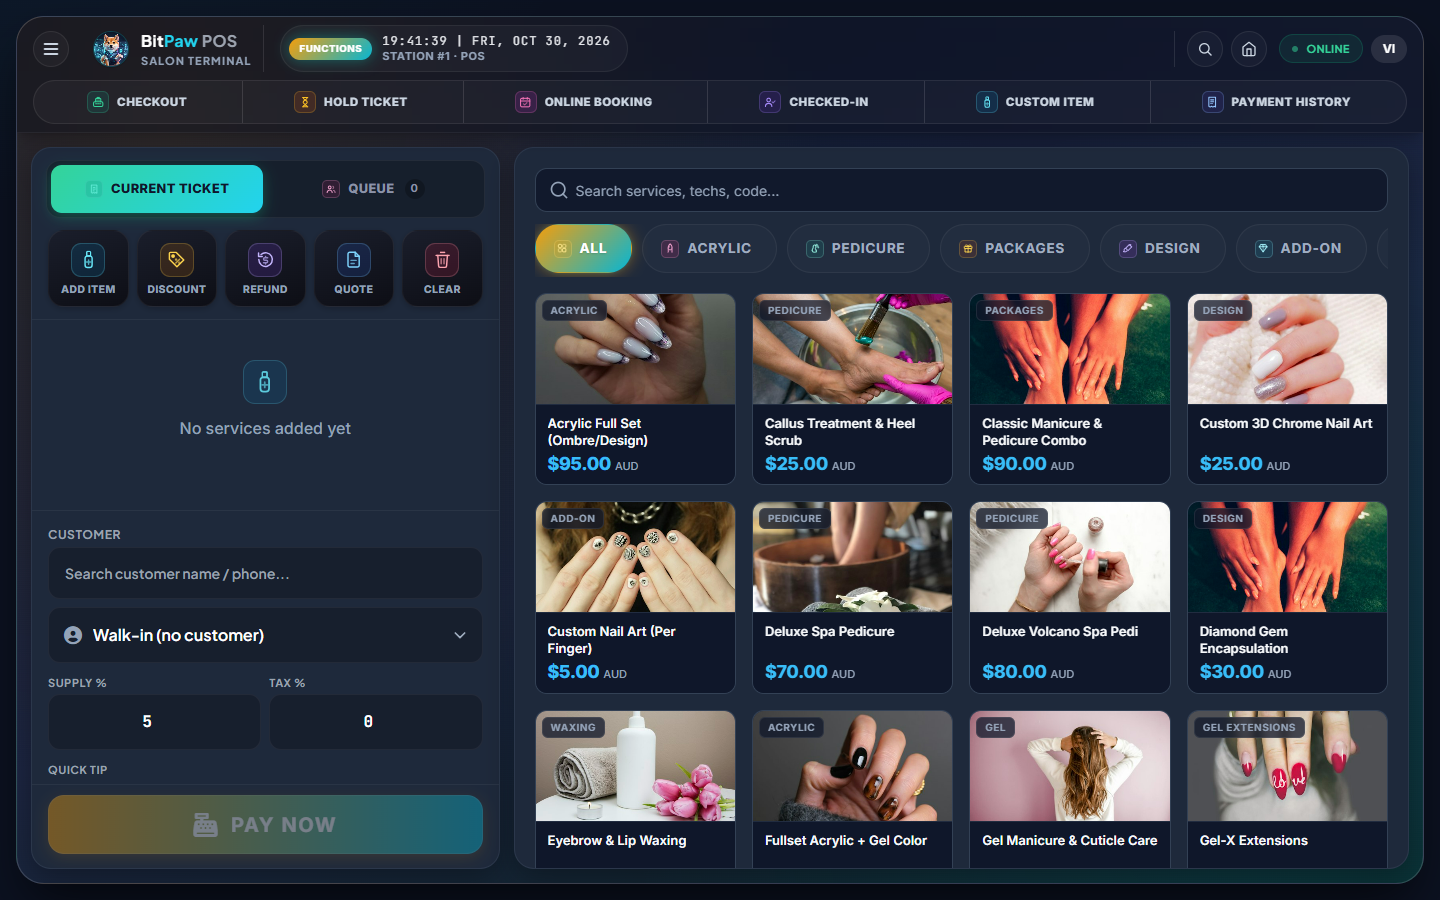 BitPaw POS
SALON TERMINAL
FUNCTIONS
19:41:39 | FRI, OCT 30, 2026
STATION #1 · POS
ONLINE
VI
CHECKOUT
HOLD TICKET
ONLINE BOOKING
CHECKED-IN
CUSTOM ITEM
PAYMENT HISTORY
CURRENT TICKET
QUEUE 0
ADD ITEM
DISCOUNT
REFUND
QUOTE
CLEAR
No services added yet
CUSTOMER
Search customer name / phone...
Walk-in (no customer)
SUPPLY %
TAX %
5
0
QUICK TIP
PAY NOW
Search services, techs, code...
ALL
ACRYLIC
PEDICURE
PACKAGES
DESIGN
ADD-ON
ACRYLIC
Acrylic Full Set
(Ombre/Design)
$95.00 AUD
PEDICURE
Callus Treatment & Heel
Scrub
$25.00 AUD
PACKAGES
Classic Manicure &
Pedicure Combo
$90.00 AUD
DESIGN
Custom 3D Chrome Nail Art
$25.00 AUD
ADD-ON
Custom Nail Art (Per
Finger)
$5.00 AUD
PEDICURE
Deluxe Spa Pedicure
$70.00 AUD
PEDICURE
Deluxe Volcano Spa Pedi
$80.00 AUD
DESIGN
Diamond Gem
Encapsulation
$30.00 AUD
WAXING
Eyebrow & Lip Waxing
ACRYLIC
Fullset Acrylic + Gel Color
GEL
Gel Manicure & Cuticle Care
GEL EXTENSIONS
lo ve
Gel-X Extensions